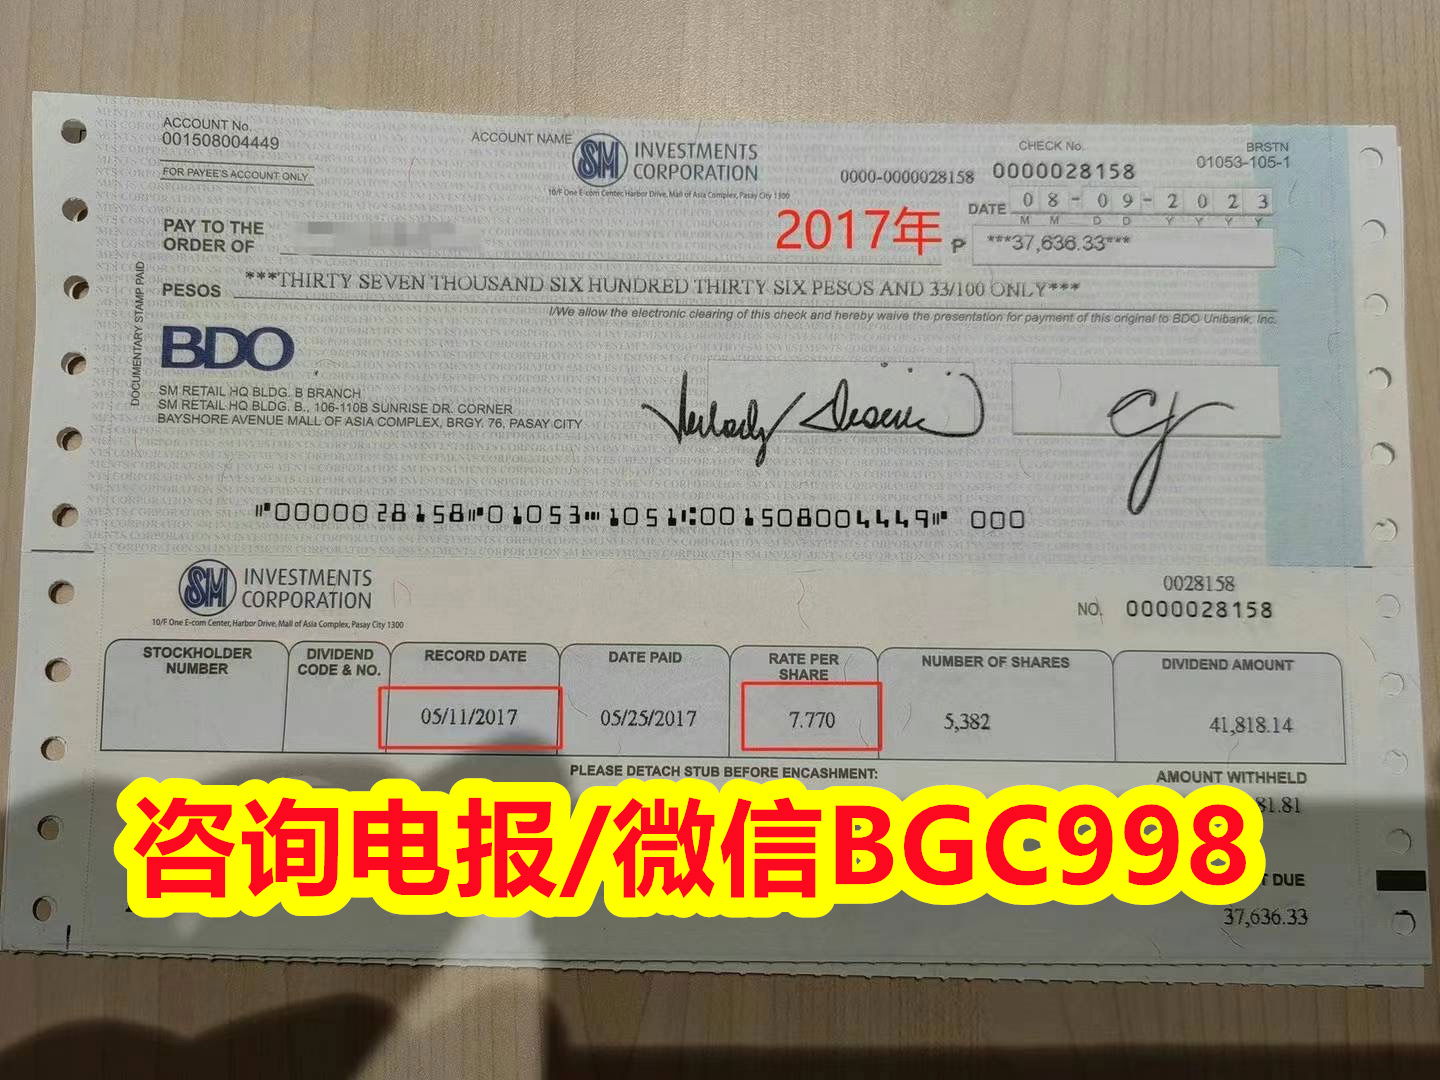 ACCOUNT No.
001508004449
FOR PAYEE'S ACCOUNT ONLY
ACCOUNT NAME
SM INVESTMENTS
CORPORATION
10/F One E-com Center, Harbor Drive, Mall of Asia Complex, Pasay City 1300
0000-0000028158
CHECK No.
0000028158
BRSTN
01053-105-1
DATE 08-09-2023
M M D D Y Y Y Y
PAY TO THE
ORDER OF
2017年
₱ ***37,636.33***
PESOS ***THIRTY SEVEN THOUSAND SIX HUNDRED THIRTY SIX PESOS AND 33/100 ONLY***
I/We allow the electronic clearing of this check and hereby waive the presentation for payment of this original to BDO Unibank, Inc.
DOCUMENTARY STAMP PAID
BDO
SM RETAIL HQ BLDG. B BRANCH
SM RETAIL HQ BLDG. B., 106-110B SUNRISE DR. CORNER
BAYSHORE AVENUE MALL OF ASIA COMPLEX, BRGY. 76, PASAY CITY
⑈0000028158⑈01053⑉1051⑆001508004449⑈ 000
SM INVESTMENTS
CORPORATION
10/F One E-com Center, Harbor Drive, Mall of Asia Complex, Pasay City 1300
0028158
NO. 0000028158
STOCKHOLDER NUMBER
DIVIDEND CODE & NO.
RECORD DATE
DATE PAID
RATE PER SHARE
NUMBER OF SHARES
DIVIDEND AMOUNT
05/11/2017
05/25/2017
7.770
5,382
41,818.14
PLEASE DETACH STUB BEFORE ENCASHMENT:
AMOUNT WITHHELD
81.81
咨询电报/微信BGC998
DUE
37,636.33